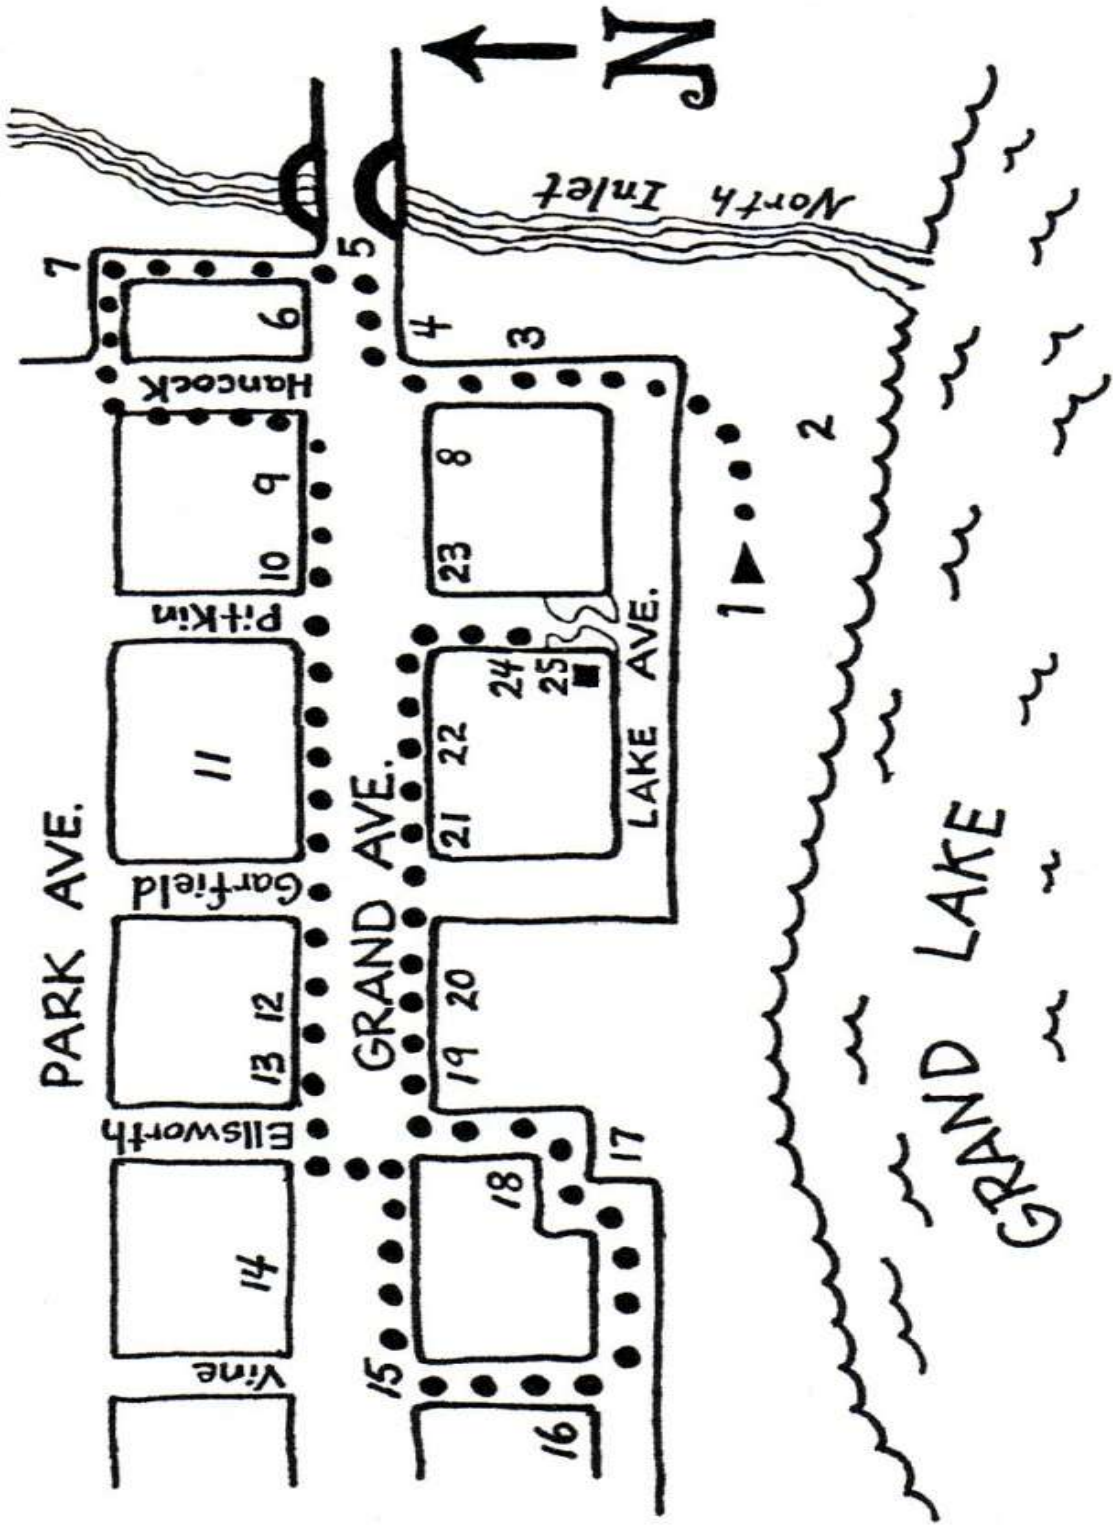 PARK AVE.
7
Vine
Ellsworth
Garfield
Pitkin
Hancock
14
13 12
11
10 9
6
GRAND AVE.
5
15
4
19 20
21 22
23 8
18
24
25
3
16
17
LAKE AVE.
North Inlet
N
1
2
GRAND LAKE